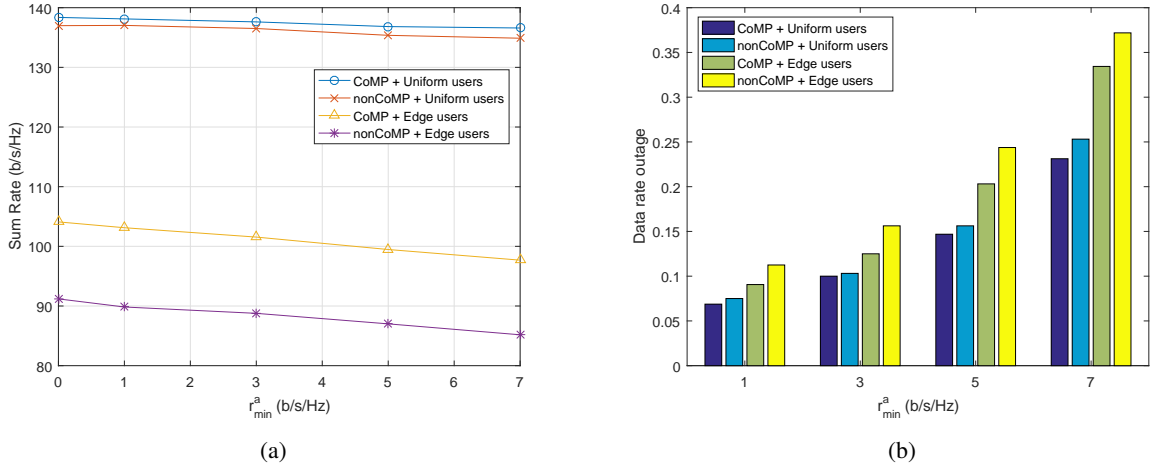 140
130
120
110
100
90
80
0 1 2 3 4 5 6 7
Sum Rate (b/s/Hz)
r_min^a (b/s/Hz)
CoMP + Uniform users
nonCoMP + Uniform users
CoMP + Edge users
nonCoMP + Edge users
(a)
0.4
0.35
0.3
0.25
0.2
0.15
0.1
0.05
0
1 3 5 7
Data rate outage
r_min^a (b/s/Hz)
CoMP + Uniform users
nonCoMP + Uniform users
CoMP + Edge users
nonCoMP + Edge users
(b)